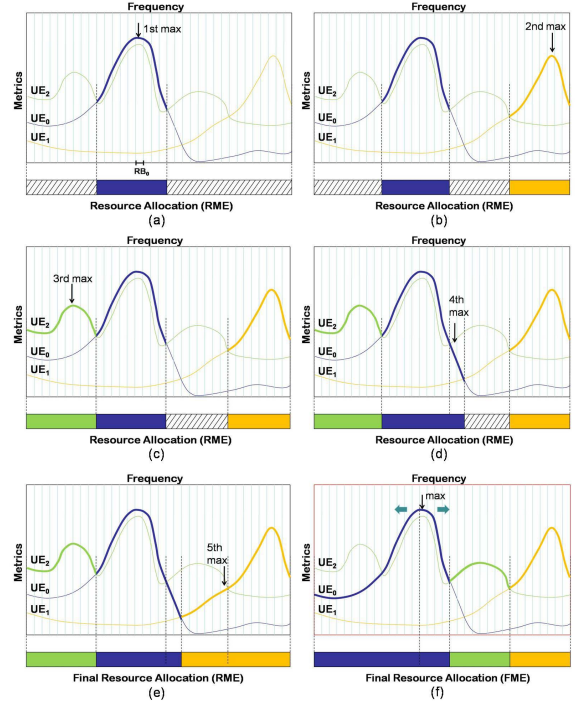 Frequency
Metrics
1st max
UE2
UE0
UE1
RB0
Resource Allocation (RME)
(a)
Frequency
Metrics
2nd max
UE2
UE0
UE1
Resource Allocation (RME)
(b)
Frequency
Metrics
3rd max
UE2
UE0
UE1
Resource Allocation (RME)
(c)
Frequency
Metrics
4th
max
UE2
UE0
UE1
Resource Allocation (RME)
(d)
Frequency
Metrics
5th
max
UE2
UE0
UE1
Final Resource Allocation (RME)
(e)
Frequency
Metrics
max
UE2
UE0
UE1
Final Resource Allocation (FME)
(f)